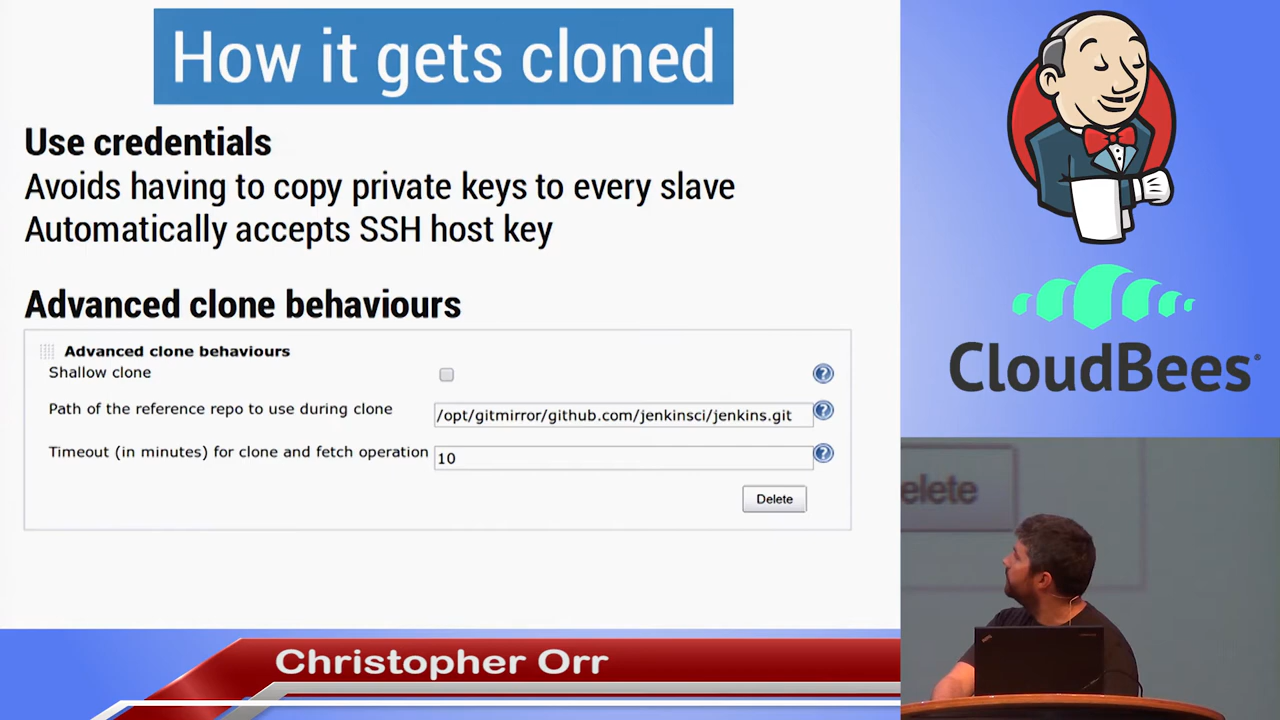 How it gets cloned
Use credentials
Avoids having to copy private keys to every slave
Automatically accepts SSH host key
Advanced clone behaviours
Advanced clone behaviours
Shallow clone
Path of the reference repo to use during clone
/opt/gitmirror/github.com/jenkinsci/jenkins.git
Timeout (in minutes) for clone and fetch operation
10
Delete
CloudBees
elete
Christopher Orr